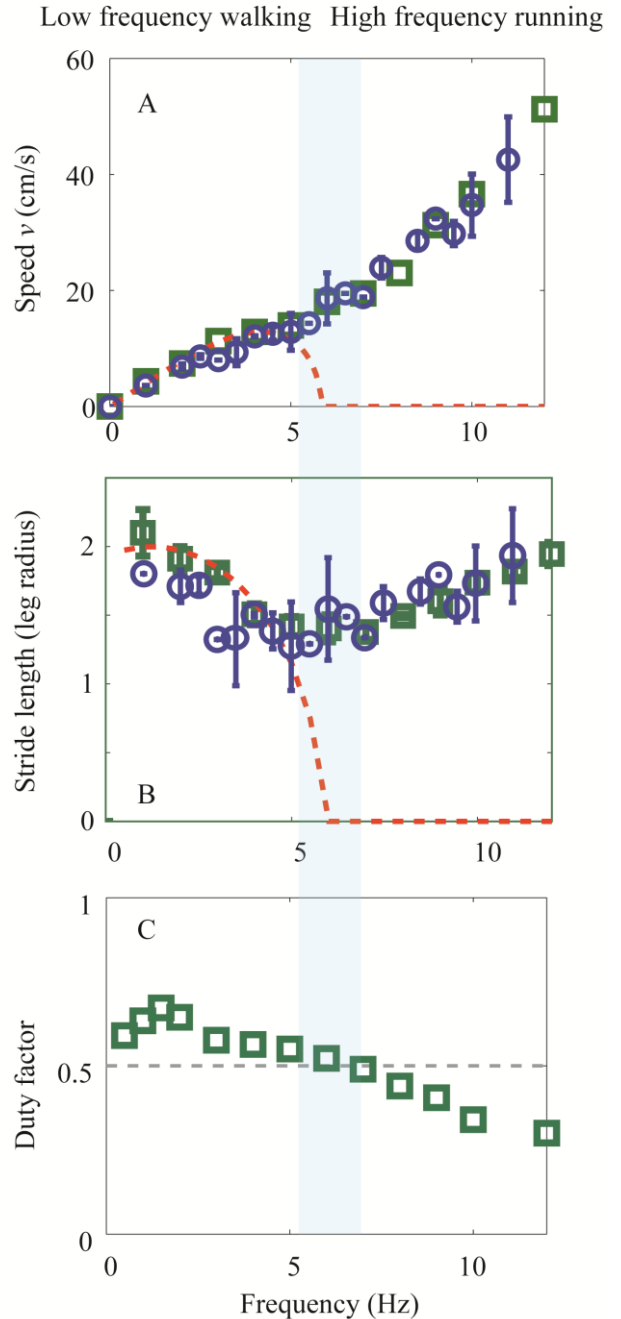 Low frequency walking High frequency running
60
A
40
Speed v (cm/s)
20
0
0 5 10
2
Stride length (leg radius)
1
B
0
0 5 10
1
C
Duty factor
0.5
0
0 5 10
Frequency (Hz)